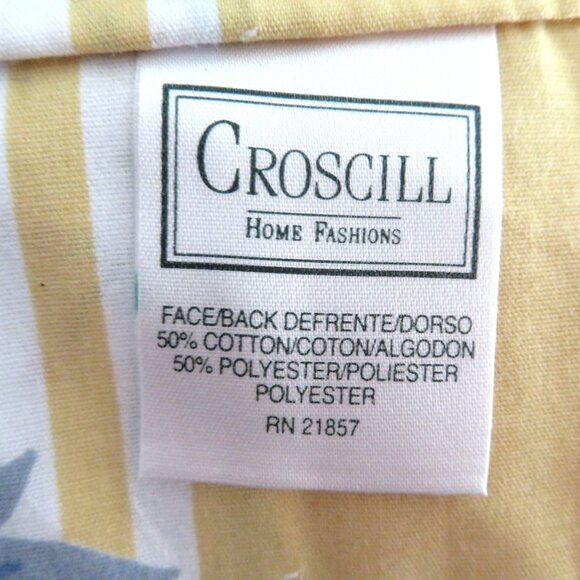 CROSCILL
HOME FASHIONS
FACE/BACK DEFRENTE/DORSO
50% COTTON/COTON/ALGODON
50% POLYESTER/POLIESTER
POLYESTER
RN 21857